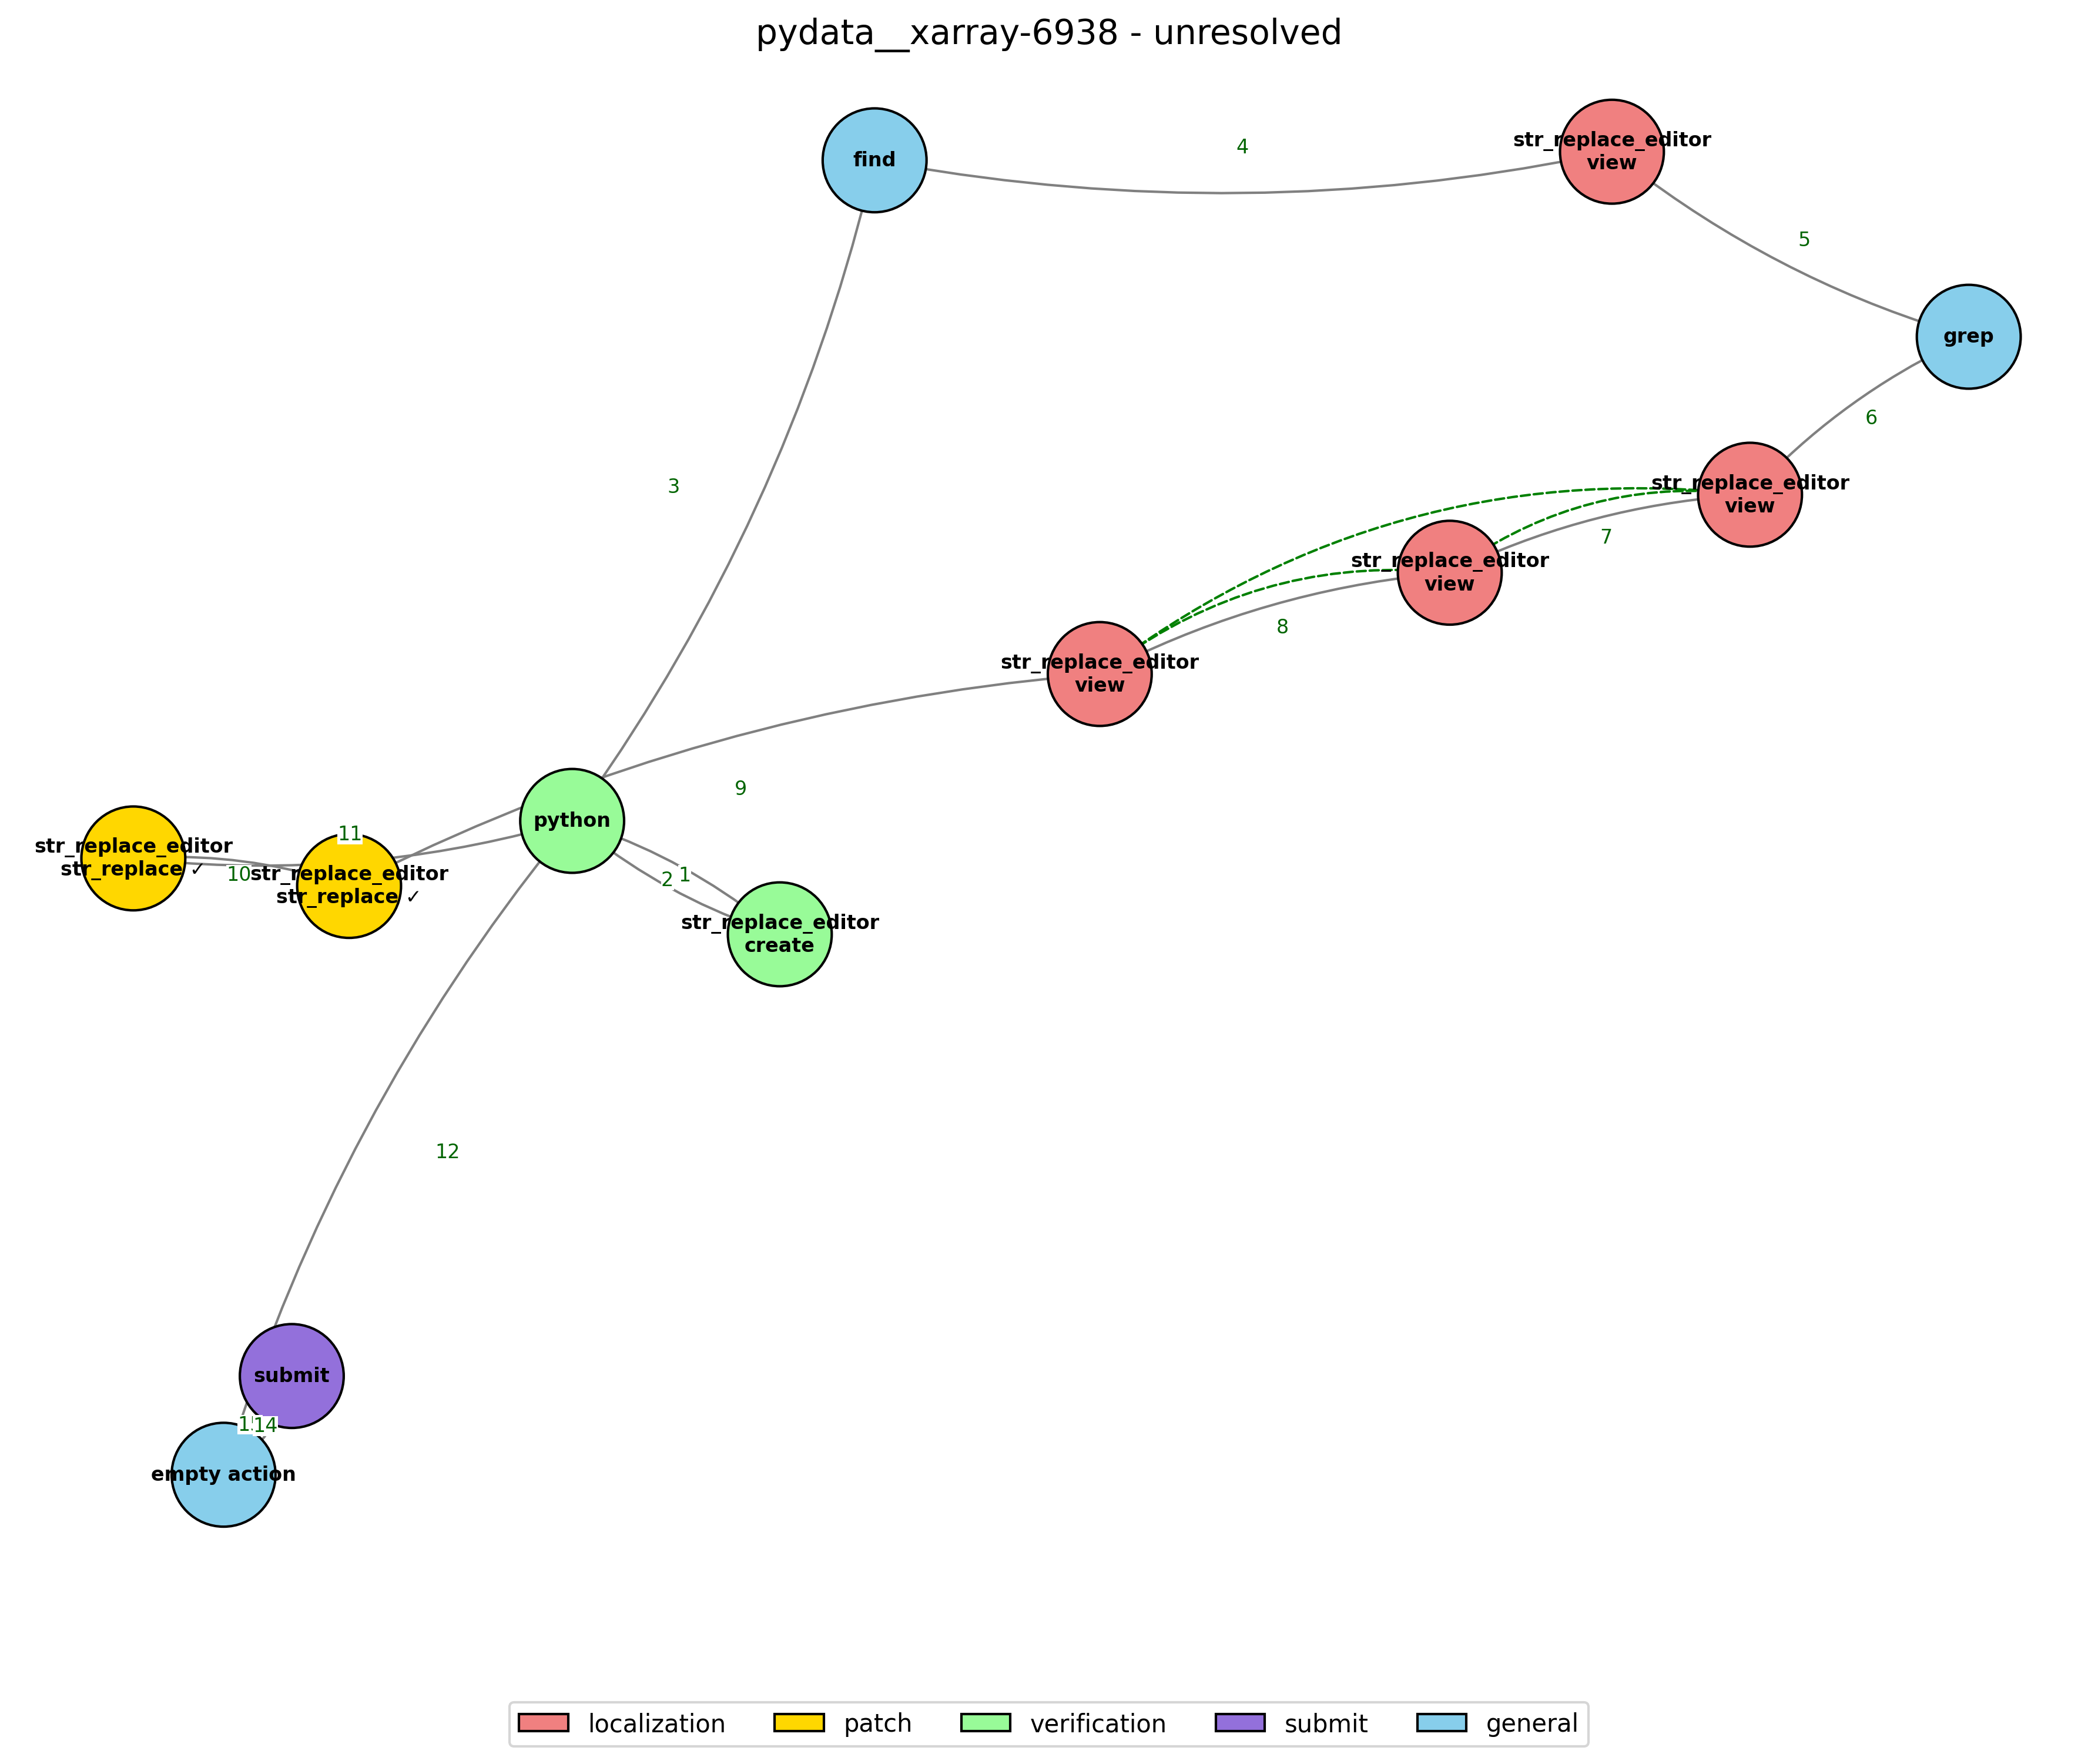 pydata__xarray-6938 - unresolved
find
str_replace_editor
view
4
5
grep
6
3
str_replace_editor
view
7
str_replace_editor
view
8
str_replace_editor
view
9
python
11
str_replace_editor
str_replace ✓
10
str_replace_editor
str_replace ✓
2
1
str_replace_editor
create
12
submit
14
empty action
localization
patch
verification
submit
general